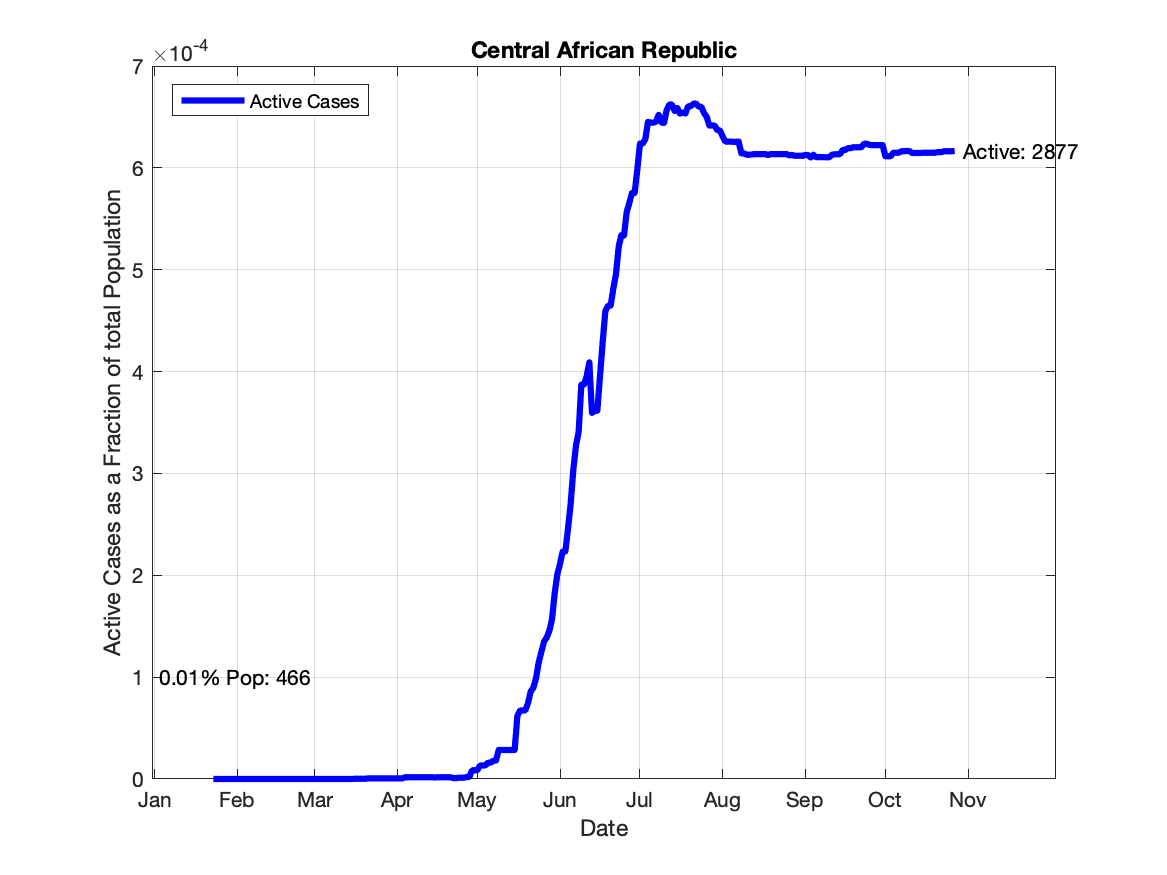 Central African Republic
×10-4
Active Cases
7
6
5
4
3
2
1
0
Active Cases as a Fraction of total Population
Active: 2877
0.01% Pop: 466
Jan Feb Mar Apr May Jun Jul Aug Sep Oct Nov
Date